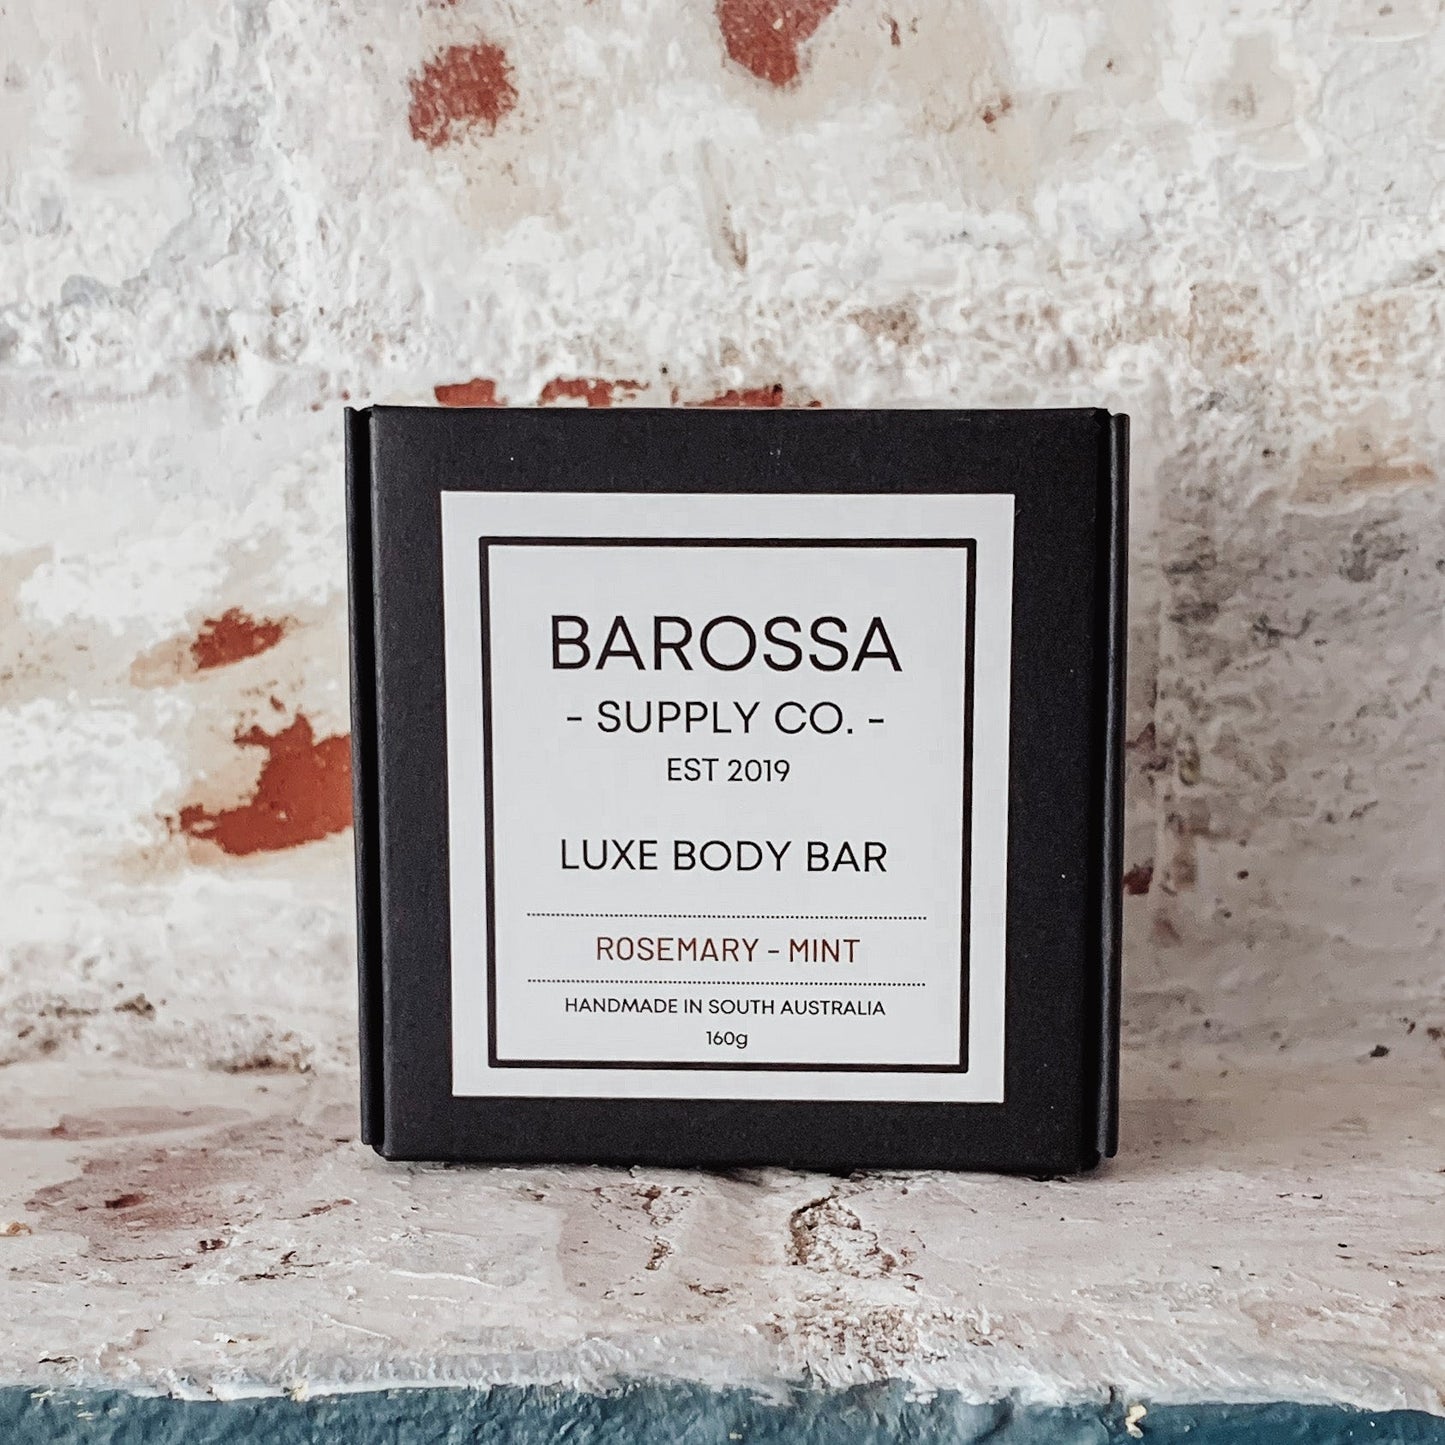 BAROSSA
- SUPPLY CO. -
EST 2019
LUXE BODY BAR
ROSEMARY - MINT
HANDMADE IN SOUTH AUSTRALIA
160g